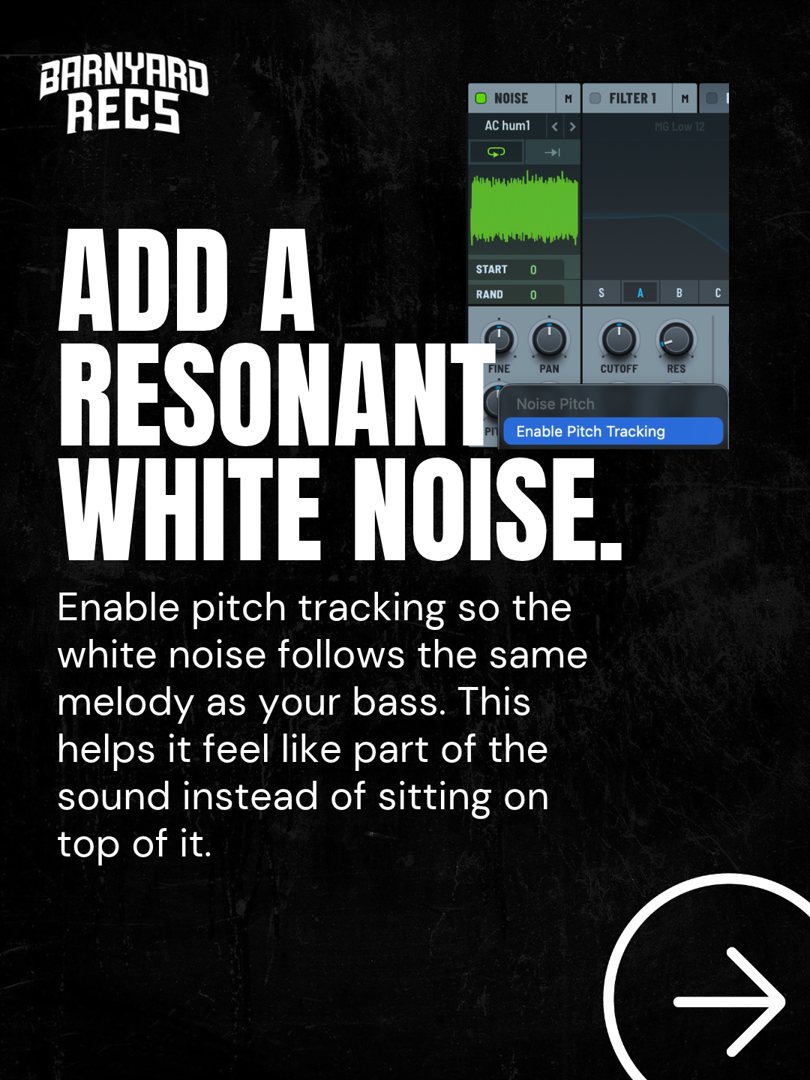 BARNYARD
RECS
NOISE M FILTER 1 M
AC hum1 MG Low 12
START 0
RAND 0 S A B C
FINE PAN CUTOFF RES
Noise Pitch
Enable Pitch Tracking
ADD A
RESONANT
WHITE NOISE.
Enable pitch tracking so the
white noise follows the same
melody as your bass. This
helps it feel like part of the
sound instead of sitting on
top of it.